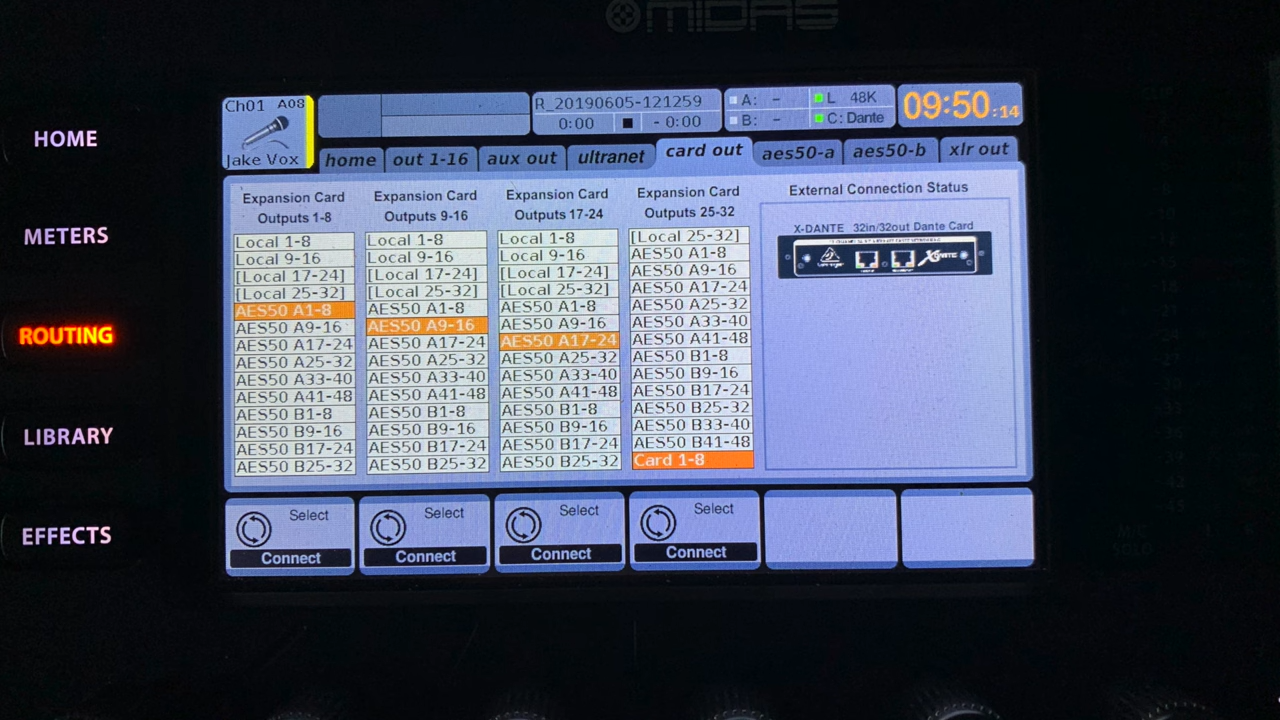 MIDAS
HOME
METERS
ROUTING
LIBRARY
EFFECTS
Ch01 A08
Jake Vox
R_20190605-121259
0:00 - 0:00
A: - L 48K
B: - C: Dante
09:50:14
home out 1-16 aux out ultranet card out aes50-a aes50-b xlr out
Expansion Card
Outputs 1-8
Local 1-8
Local 9-16
[Local 17-24]
[Local 25-32]
AES50 A1-8
AES50 A9-16
AES50 A17-24
AES50 A25-32
AES50 A33-40
AES50 A41-48
AES50 B1-8
AES50 B9-16
AES50 B17-24
AES50 B25-32
Expansion Card
Outputs 9-16
Local 1-8
Local 9-16
[Local 17-24]
[Local 25-32]
AES50 A1-8
AES50 A9-16
AES50 A17-24
AES50 A25-32
AES50 A33-40
AES50 A41-48
AES50 B1-8
AES50 B9-16
AES50 B17-24
AES50 B25-32
Expansion Card
Outputs 17-24
Local 1-8
Local 9-16
[Local 17-24]
[Local 25-32]
AES50 A1-8
AES50 A9-16
AES50 A17-24
AES50 A25-32
AES50 A33-40
AES50 A41-48
AES50 B1-8
AES50 B9-16
AES50 B17-24
AES50 B25-32
Expansion Card
Outputs 25-32
[Local 25-32]
AES50 A1-8
AES50 A9-16
AES50 A17-24
AES50 A25-32
AES50 A33-40
AES50 A41-48
AES50 B1-8
AES50 B9-16
AES50 B17-24
AES50 B25-32
AES50 B33-40
AES50 B41-48
Card 1-8
External Connection Status
X-DANTE 32in/32out Dante Card
Select
Connect
Select
Connect
Select
Connect
Select
Connect